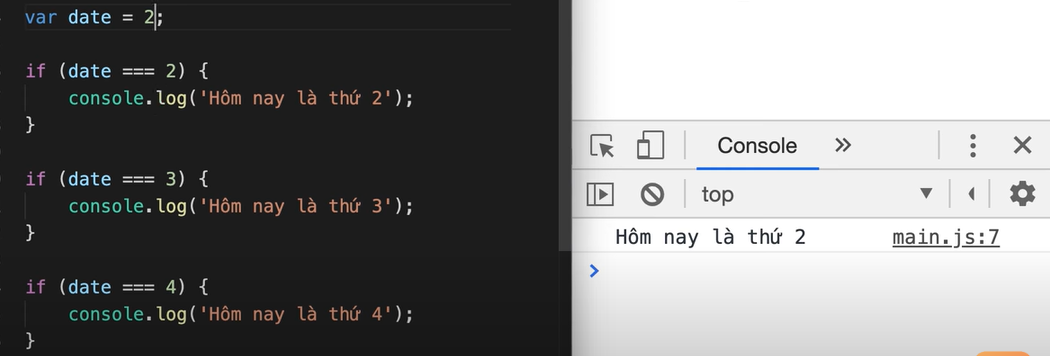 var date = 2;
if (date === 2) {
console.log('Hôm nay là thứ 2');
}
if (date === 3) {
console.log('Hôm nay là thứ 3');
}
if (date === 4) {
console.log('Hôm nay là thứ 4');
}
Console
top
Hôm nay là thứ 2 main.js:7